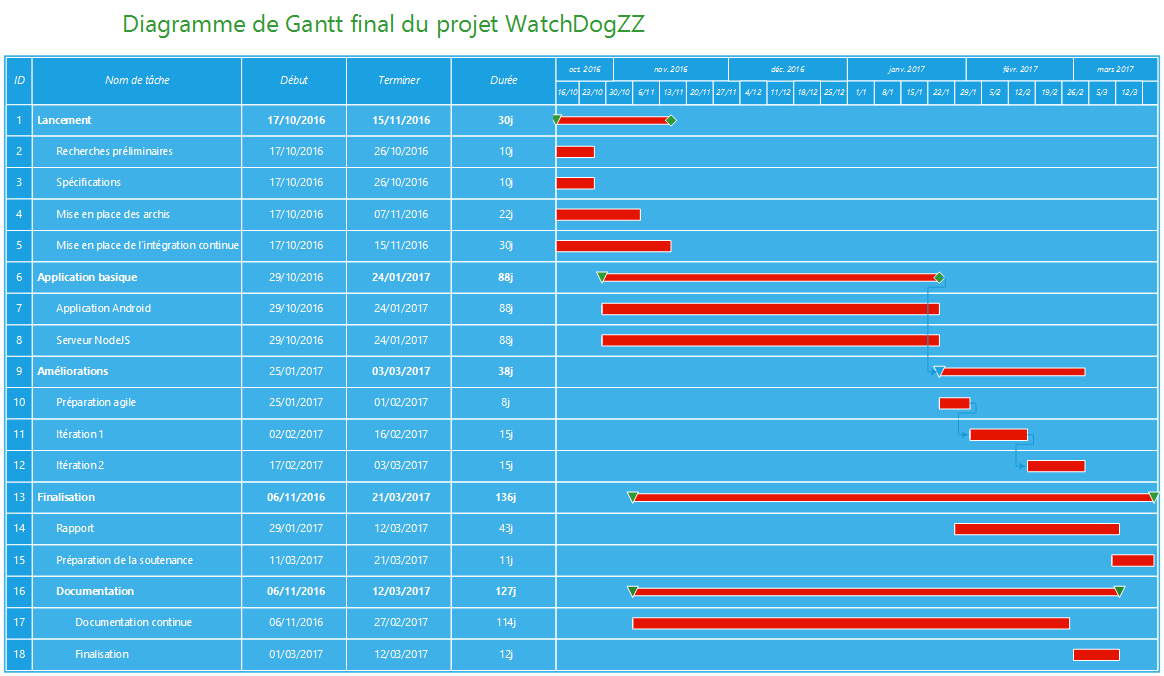 Diagramme de Gantt final du projet WatchDogZZ
ID Nom de tâche Début Terminer Durée oct. 2016 nov. 2016 déc. 2016 janv. 2017 févr. 2017 mars 2017
16/10 23/10 30/10 6/11 13/11 20/11 27/11 4/12 11/12 18/12 25/12 1/1 8/1 15/1 22/1 29/1 5/2 12/2 19/2 26/2 5/3 12/3
1 Lancement 17/10/2016 15/11/2016 30j
2 Recherches préliminaires 17/10/2016 26/10/2016 10j
3 Spécifications 17/10/2016 26/10/2016 10j
4 Mise en place des archis 17/10/2016 07/11/2016 22j
5 Mise en place de l'intégration continue 17/10/2016 15/11/2016 30j
6 Application basique 29/10/2016 24/01/2017 88j
7 Application Android 29/10/2016 24/01/2017 88j
8 Serveur NodeJS 29/10/2016 24/01/2017 88j
9 Améliorations 25/01/2017 03/03/2017 38j
10 Préparation agile 25/01/2017 01/02/2017 8j
11 Itération 1 02/02/2017 16/02/2017 15j
12 Itération 2 17/02/2017 03/03/2017 15j
13 Finalisation 06/11/2016 21/03/2017 136j
14 Rapport 29/01/2017 12/03/2017 43j
15 Préparation de la soutenance 11/03/2017 21/03/2017 11j
16 Documentation 06/11/2016 12/03/2017 127j
17 Documentation continue 06/11/2016 27/02/2017 114j
18 Finalisation 01/03/2017 12/03/2017 12j